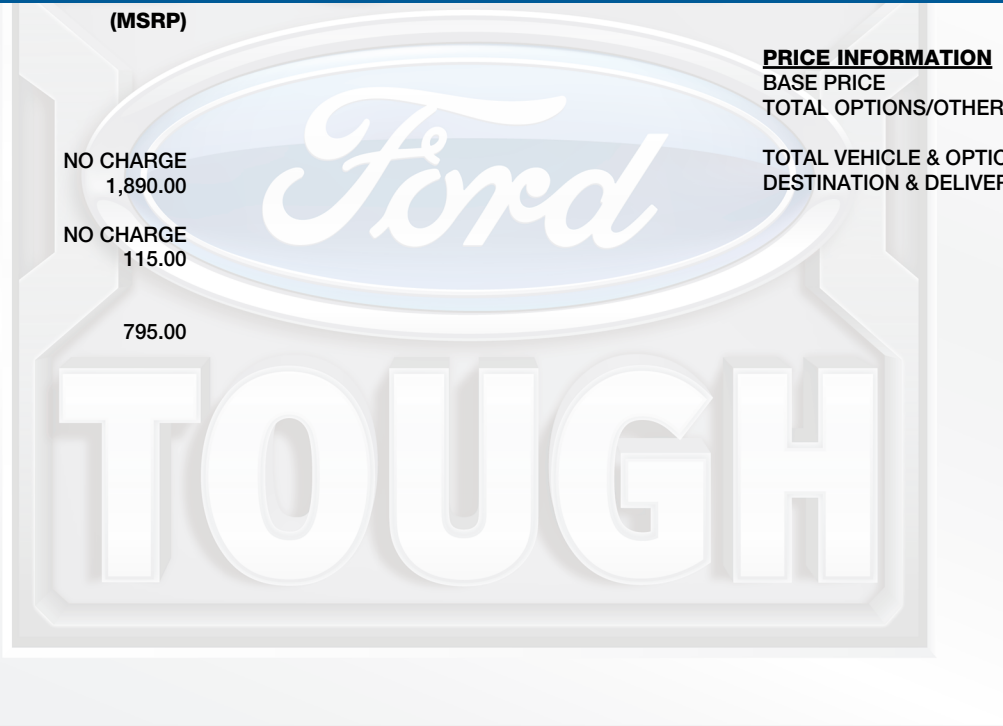 (MSRP)
NO CHARGE
1,890.00
NO CHARGE
115.00
795.00
PRICE INFORMATION
BASE PRICE
TOTAL OPTIONS/OTHER
TOTAL VEHICLE & OPTIO
DESTINATION & DELIVER
Ford
TOUGH